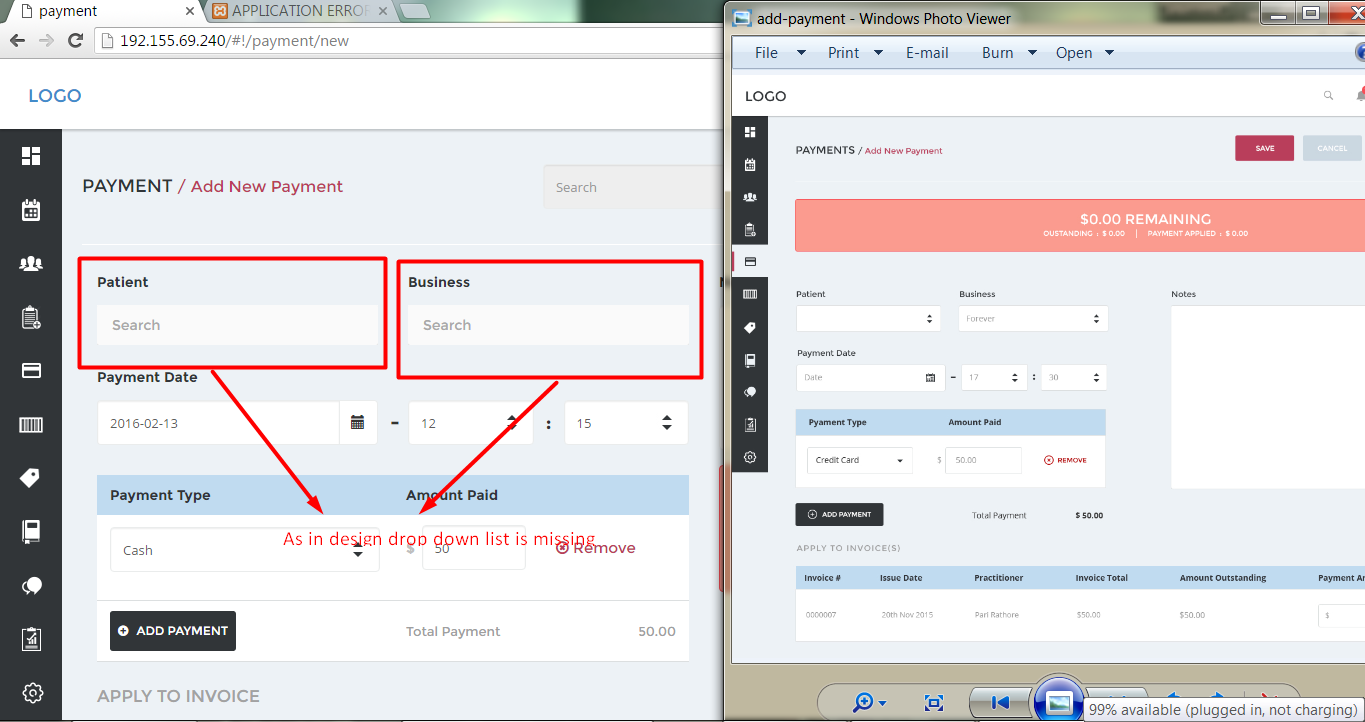 payment
APPLICATION ERROR
192.155.69.240/#!/payment/new
LOGO
PAYMENT / Add New Payment
Search
Patient
Business
Search
Search
Payment Date
2016-02-13
-
12
:
15
Payment Type
Amount Paid
As in design drop down list is missing
Cash
$
50
Remove
ADD PAYMENT
Total Payment
50.00
APPLY TO INVOICE
add-payment - Windows Photo Viewer
File
Print
E-mail
Burn
Open
LOGO
PAYMENTS / Add New Payment
SAVE
CANCEL
$0.00 REMAINING
OUSTANDING : $ 0.00 | PAYMENT APPLIED : $ 0.00
Patient
Business
Notes
Forever
Payment Date
Date
-
17
:
30
Pyament Type
Amount Paid
Credit Card
$
50.00
REMOVE
ADD PAYMENT
Total Payment
$ 50.00
APPLY TO INVOICE(S)
Invoice #
Issue Date
Practitioner
Invoice Total
Amount Outstanding
Payment Ar
0000007
20th Nov 2015
Pari Rathore
$50.00
$50.00
$
99% available (plugged in, not charging)